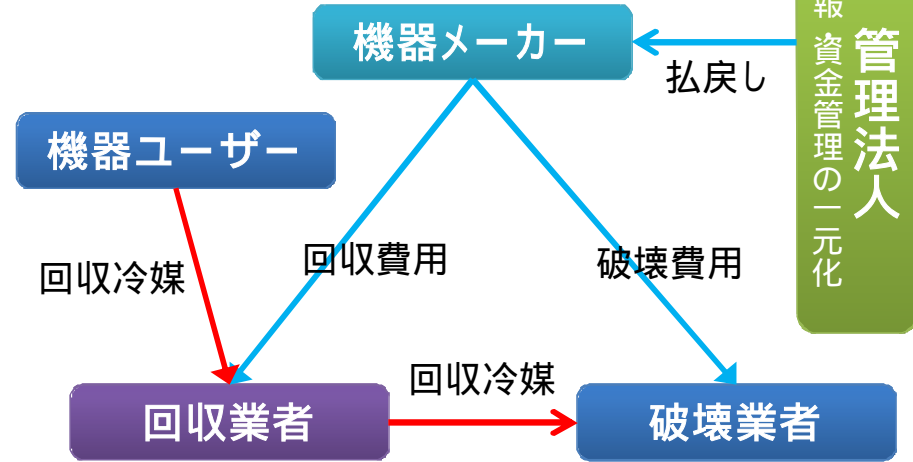 機器メーカー
払戻し
管理法人
報・資金管理の一元化
機器ユーザー
回収冷媒
回収費用
破壊費用
回収冷媒
回収業者
破壊業者